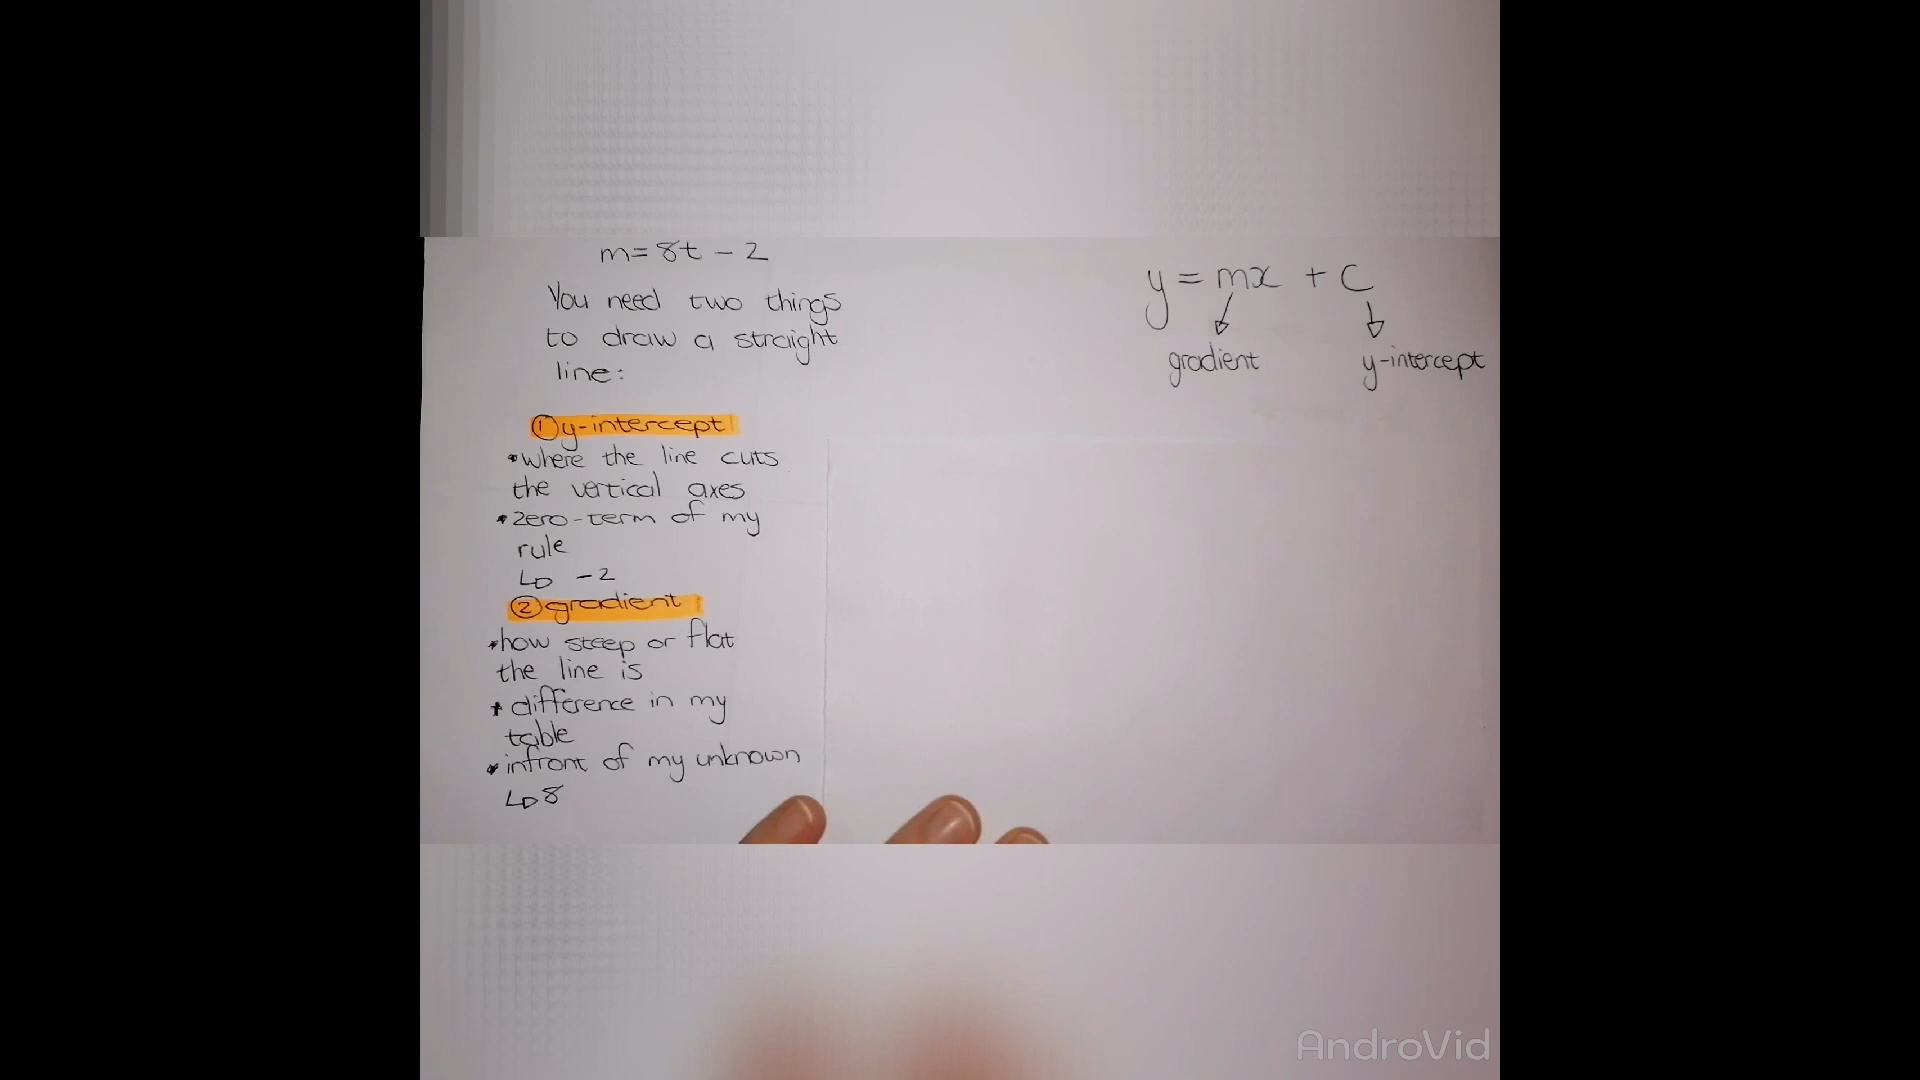 m = 8t - 2
You need two things
to draw a straight
line:
① y-intercept
• where the line cuts
the vertical axes
• zero-term of my
rule
↳ -2
② gradient
• how steep or flat
the line is
• difference in my
table
• infront of my unknown
↳ 8
y = mx + c
gradient
y-intercept
AndroVid